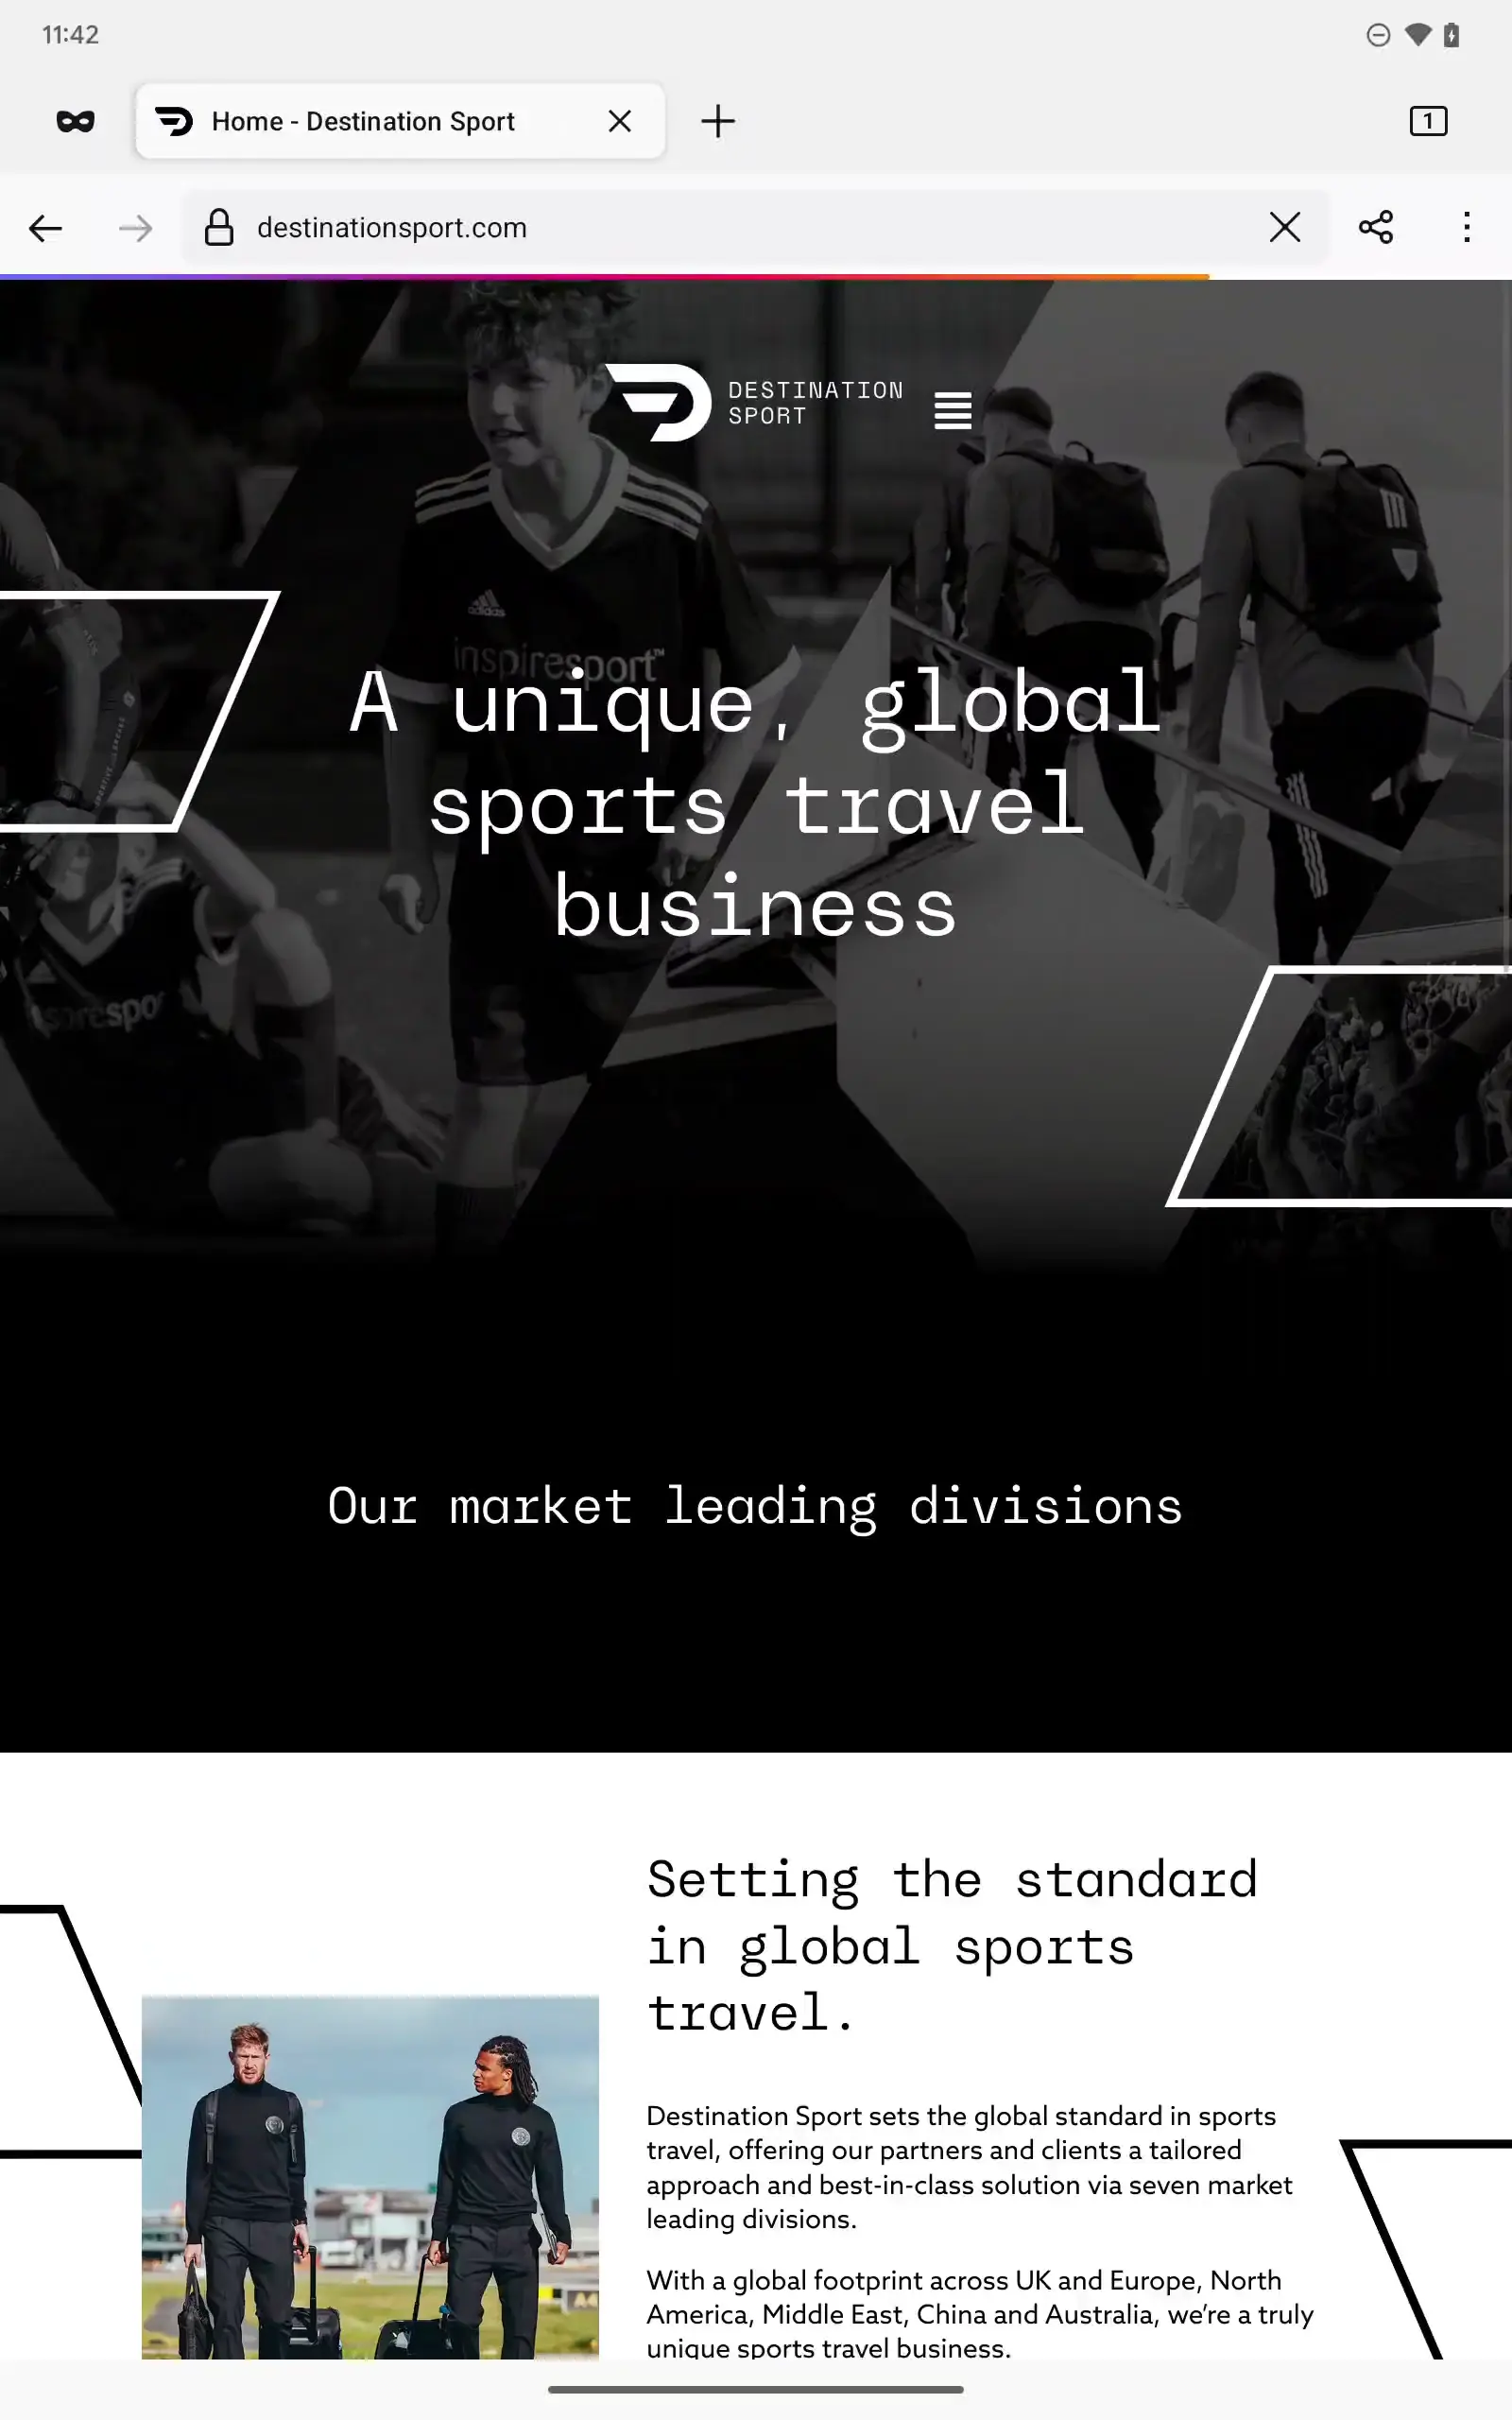 11:42
Home - Destination Sport
1
destinationsport.com
DESTINATION
SPORT
adidas
inspiresport™
A unique, global
sports travel
business
Our market leading divisions
Setting the standard
in global sports
travel.
Destination Sport sets the global standard in sports
travel, offering our partners and clients a tailored
approach and best-in-class solution via seven market
leading divisions.
With a global footprint across UK and Europe, North
America, Middle East, China and Australia, we’re a truly
unique sports travel business.